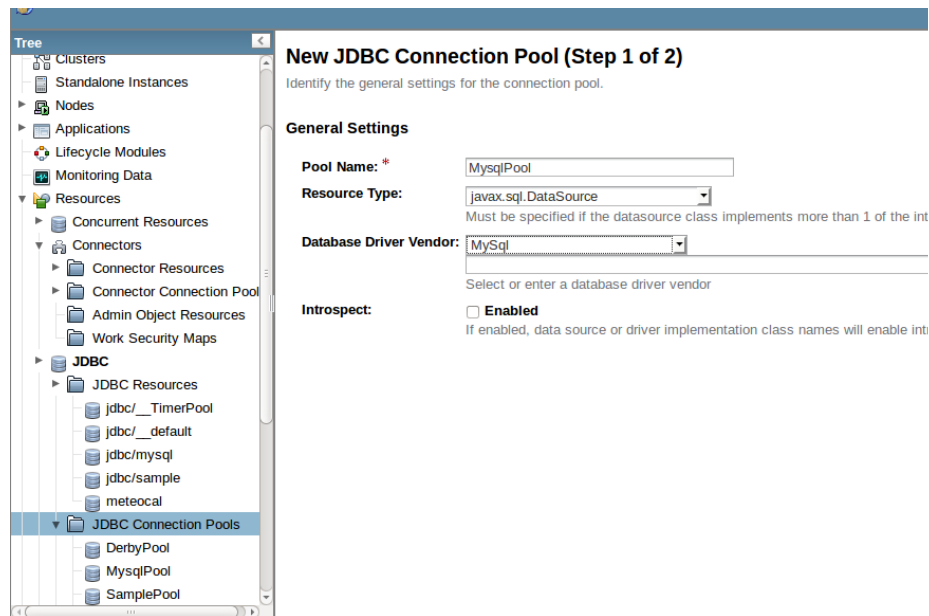 Tree
Clusters
Standalone Instances
Nodes
Applications
Lifecycle Modules
Monitoring Data
Resources
Concurrent Resources
Connectors
Connector Resources
Connector Connection Pool
Admin Object Resources
Work Security Maps
JDBC
JDBC Resources
jdbc/__TimerPool
jdbc/__default
jdbc/mysql
jdbc/sample
meteocal
JDBC Connection Pools
DerbyPool
MysqlPool
SamplePool
New JDBC Connection Pool (Step 1 of 2)
Identify the general settings for the connection pool.
General Settings
Pool Name: * MysqlPool
Resource Type: javax.sql.DataSource
Must be specified if the datasource class implements more than 1 of the int
Database Driver Vendor: MySql
Select or enter a database driver vendor
Introspect: Enabled
If enabled, data source or driver implementation class names will enable intr